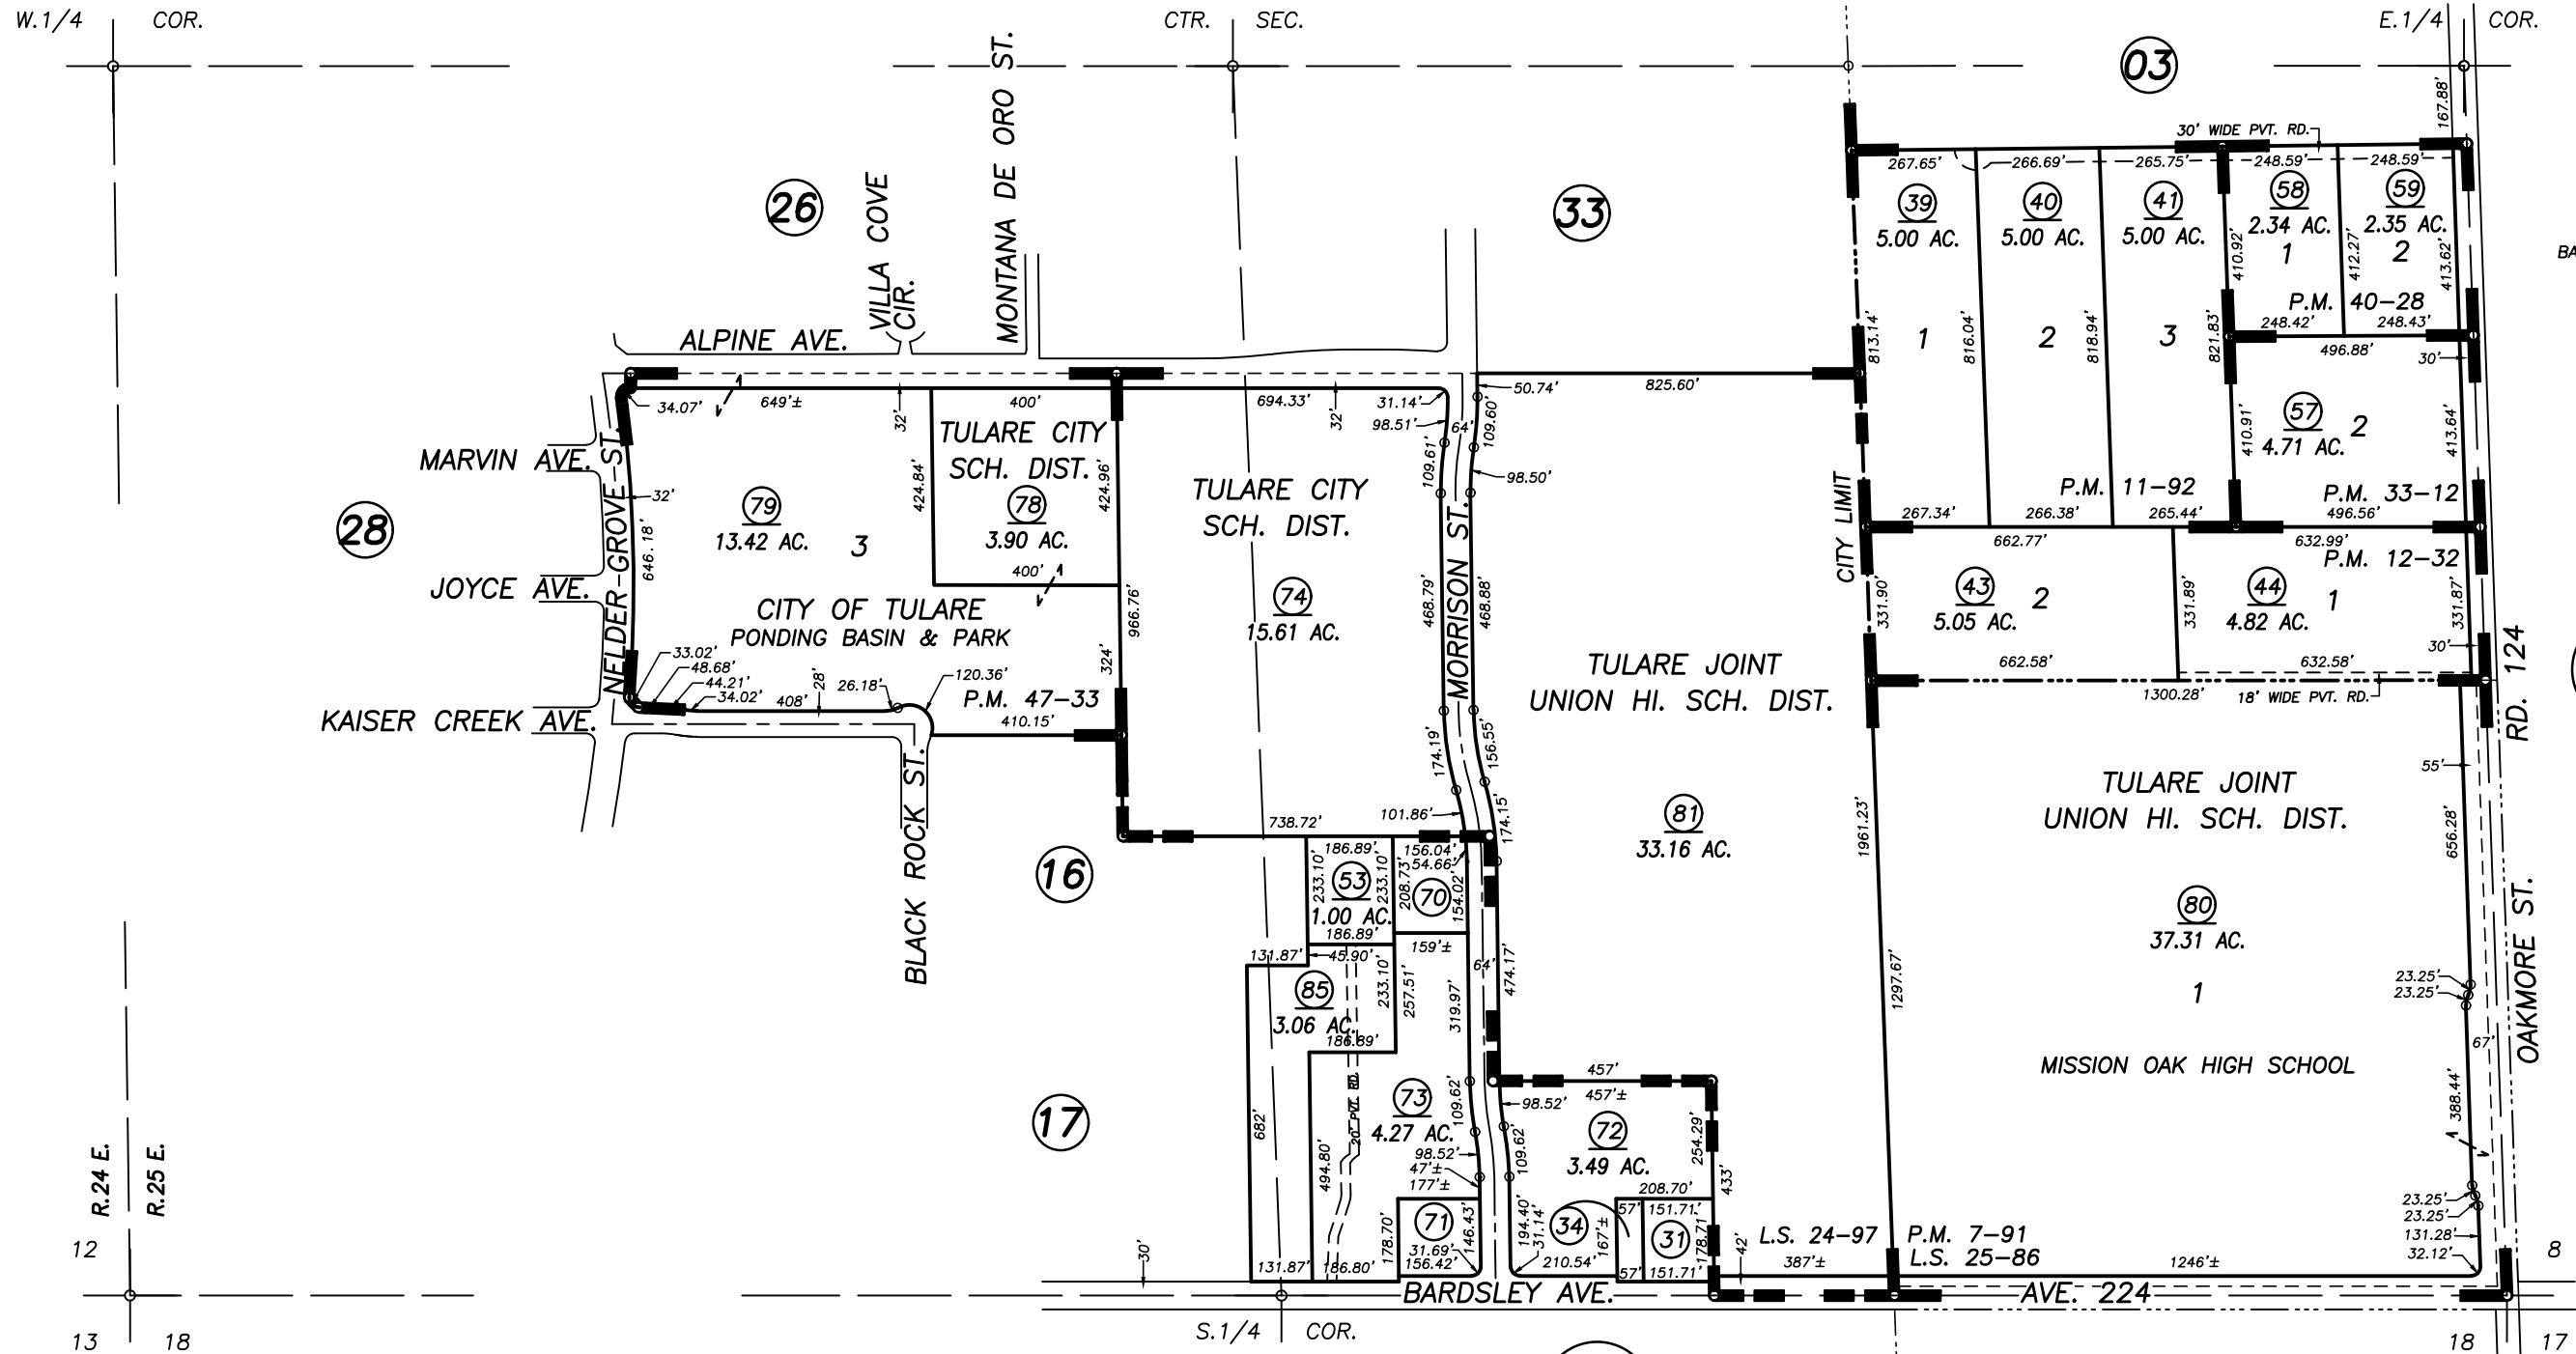 W.1/4 COR.
CTR. SEC.
E.1/4 COR.
03
26
33
28
16
17
VILLA COVE
CIR.
MONTANA DE ORO ST.
ALPINE AVE.
MARVIN AVE.
JOYCE AVE.
KAISER CREEK AVE.
NELDER GROVE ST.
BLACK ROCK ST.
MORRISON ST.
CITY LIMIT
RD. 124
OAKMORE ST.
BARDSLEY AVE.
AVE. 224
167.88'
30' WIDE PVT. RD.
267.65'
266.69'
265.75'
248.59'
248.59'
39
5.00 AC.
1
40
5.00 AC.
2
41
5.00 AC.
3
58
2.34 AC.
1
59
2.35 AC.
2
BA
813.14'
816.04'
818.94'
821.83'
410.92'
412.27'
413.62'
P.M. 40-28
248.42'
248.43'
496.88'
30'
57
4.71 AC.
2
410.91'
413.64'
P.M. 11-92
P.M. 33-12
267.34'
266.38'
265.44'
496.56'
662.77'
632.99'
P.M. 12-32
43
5.05 AC.
2
44
4.82 AC.
1
331.90'
331.89'
331.87'
30'
662.58'
632.58'
1300.28'
18' WIDE PVT. RD.
34.07'
649'±
32'
400'
694.33'
32'
31.14'
50.74'
825.60'
98.51'
64'
109.60'
109.61'
98.50'
TULARE CITY
SCH. DIST.
78
3.90 AC.
424.84'
424.96'
400'
79
13.42 AC.
3
32'
646.18'
CITY OF TULARE
PONDING BASIN & PARK
33.02'
48.68'
44.21'
34.02'
408'
28'
26.18'
120.36'
P.M. 47-33
410.15'
324'
966.76'
TULARE CITY
SCH. DIST.
74
15.61 AC.
468.79'
468.88'
174.19'
156.55'
101.86'
174.15'
738.72'
TULARE JOINT
UNION HI. SCH. DIST.
81
33.16 AC.
1961.23'
1297.67'
TULARE JOINT
UNION HI. SCH. DIST.
80
37.31 AC.
1
MISSION OAK HIGH SCHOOL
55'
656.28'
23.25'
23.25'
67'
388.44'
23.25'
23.25'
131.28'
32.12'
186.89'
156.04'
54.66'
233.10'
233.10'
208.73'
154.02'
53
1.00 AC.
70
186.89'
159'±
131.87'
45.90'
64'
474.17'
85
3.06 AC.
233.10'
257.51'
319.97'
186.89'
682'
20' PVT. RD.
494.80'
73
4.27 AC.
109.62'
98.52'
47'±
177'±
457'
457'±
98.52'
109.62'
72
3.49 AC.
254.29'
433'
208.70'
71
178.70'
146.43'
31.69'
156.42'
194.40'
31.14'
34
167'±
210.54'
57'
57'
31
151.71'
151.71'
178.71'
131.87'
186.80'
30'
42'
L.S. 24-97
P.M. 7-91
L.S. 25-86
387'±
1246'±
R.24 E.
R.25 E.
12
13
18
S.1/4 COR.
8
18
17